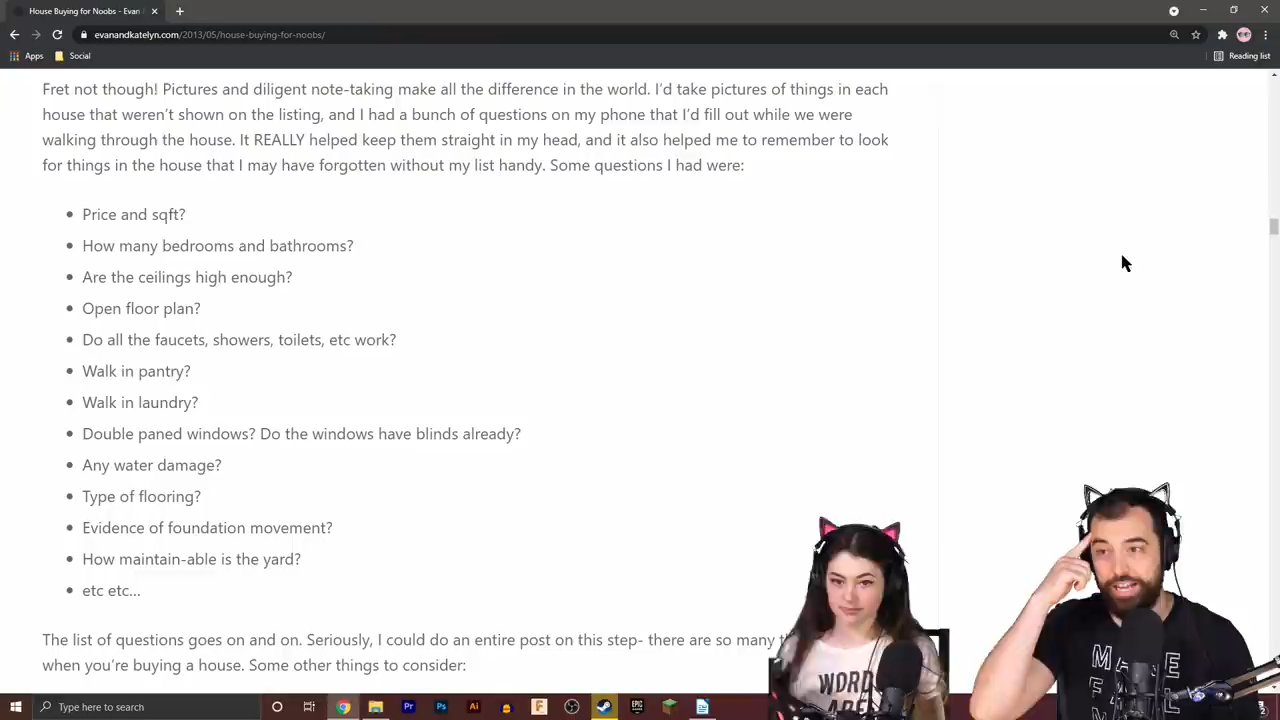 House Buying for Noobs - Evan
evanandkatelyn.com/2013/05/house-buying-for-noobs/
Apps Social Reading list
Fret not though! Pictures and diligent note-taking make all the difference in the world. I'd take pictures of things in each
house that weren't shown on the listing, and I had a bunch of questions on my phone that I'd fill out while we were
walking through the house. It REALLY helped keep them straight in my head, and it also helped me to remember to look
for things in the house that I may have forgotten without my list handy. Some questions I had were:
• Price and sqft?
• How many bedrooms and bathrooms?
• Are the ceilings high enough?
• Open floor plan?
• Do all the faucets, showers, toilets, etc work?
• Walk in pantry?
• Walk in laundry?
• Double paned windows? Do the windows have blinds already?
• Any water damage?
• Type of flooring?
• Evidence of foundation movement?
• How maintain-able is the yard?
• etc etc...
The list of questions goes on and on. Seriously, I could do an entire post on this step- there are so many
when you're buying a house. Some other things to consider:
WORD
Type here to search
Pr Ps Ai EPIC